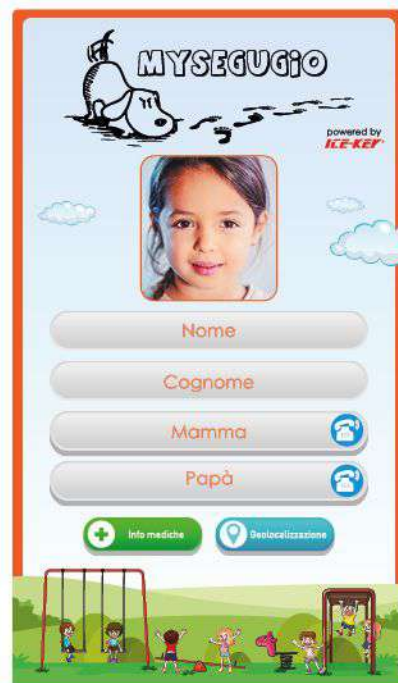 MYSEGUGIO
powered by
ICE-KEY
Nome
Cognome
Mamma
Papà
Info mediche
Geolocalizzazione